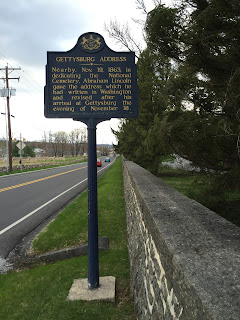 GETTYSBURG ADDRESS
Nearby, Nov. 19, 1863, in
dedicating the National
Cemetery, Abraham Lincoln
gave the address which he
had written in Washington
and revised after his
arrival at Gettysburg the
evening of November 18.